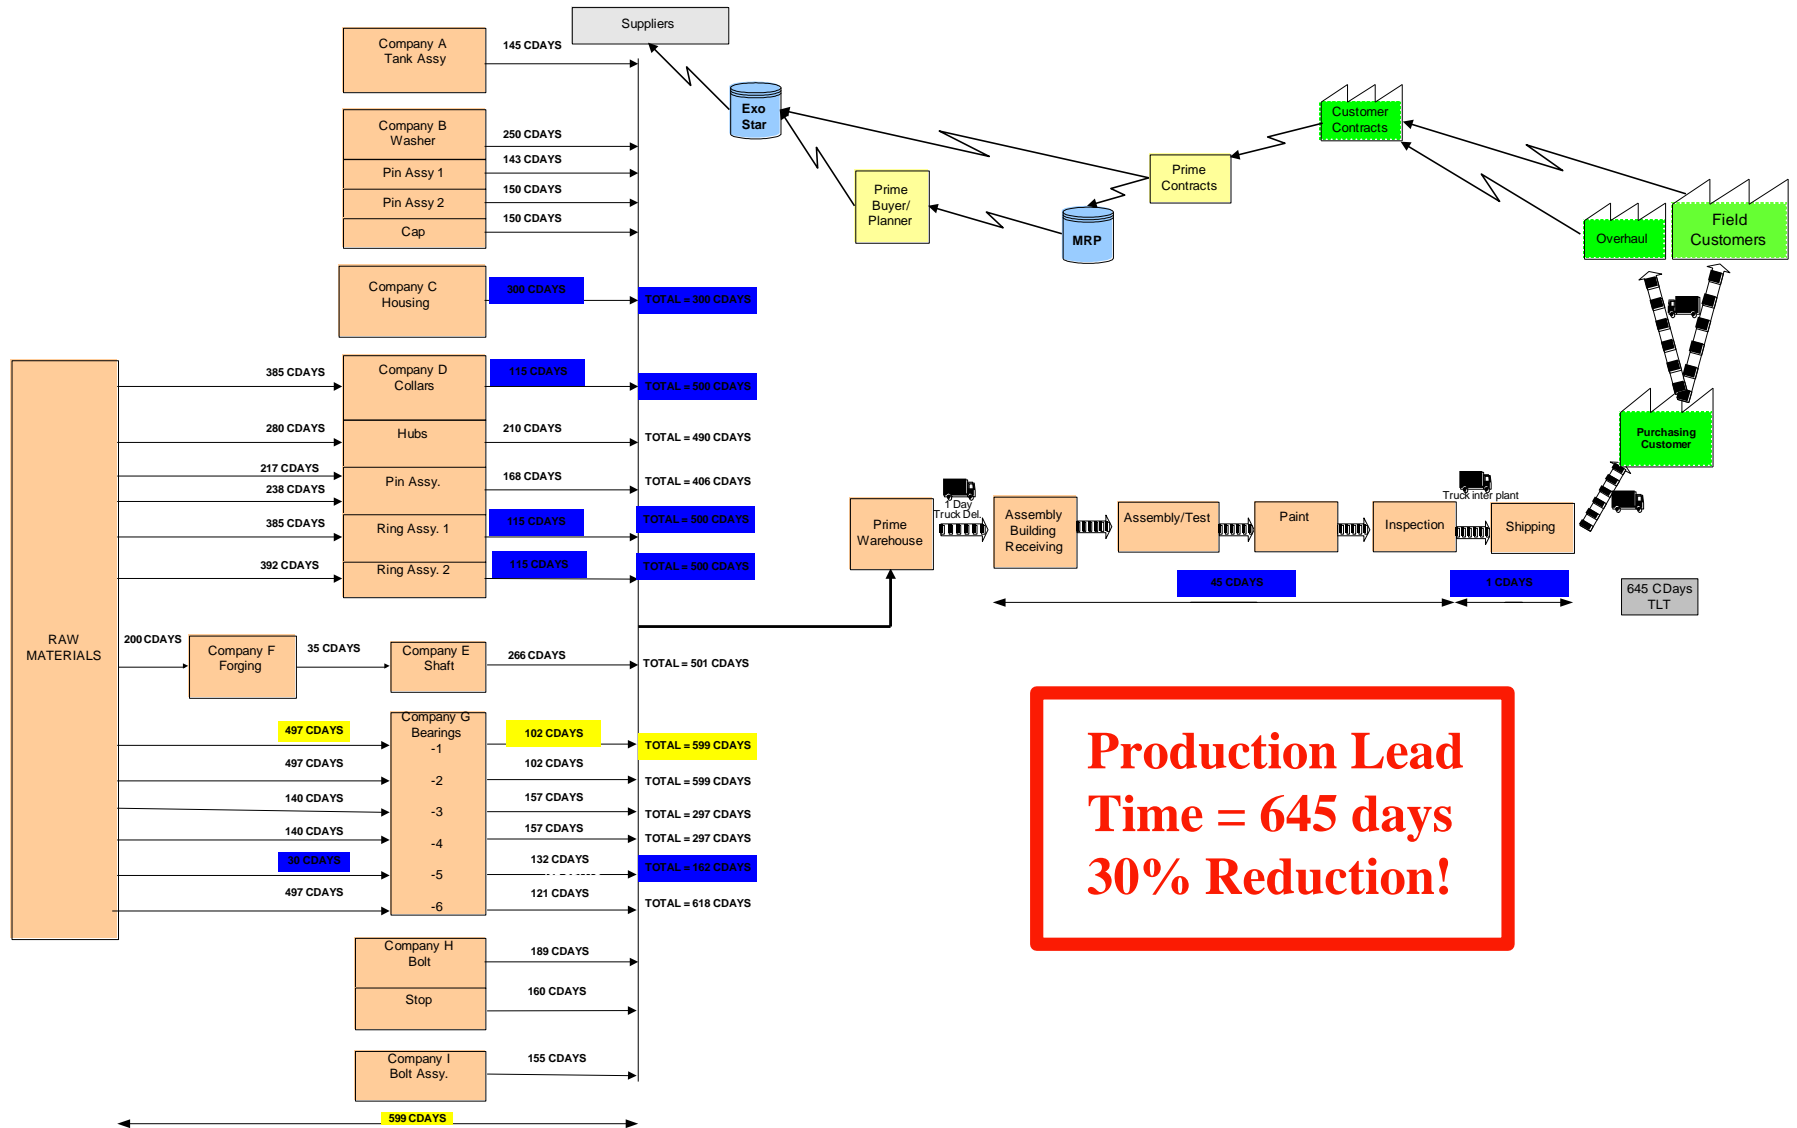 Suppliers
Company A
Tank Assy
145 CDAYS
Company B
Washer
250 CDAYS
143 CDAYS
Pin Assy 1
150 CDAYS
Pin Assy 2
150 CDAYS
Cap
Exo
Star
Prime
Buyer/
Planner
MRP
Prime
Contracts
Customer
Contracts
Overhaul
Field
Customers
Company C
Housing
300 CDAYS
TOTAL = 300 CDAYS
385 CDAYS
Company D
Collars
115 CDAYS
TOTAL = 500 CDAYS
280 CDAYS
Hubs
210 CDAYS
TOTAL = 490 CDAYS
217 CDAYS
238 CDAYS
Pin Assy.
168 CDAYS
TOTAL = 406 CDAYS
385 CDAYS
Ring Assy. 1
115 CDAYS
TOTAL = 500 CDAYS
392 CDAYS
Ring Assy. 2
115 CDAYS
TOTAL = 500 CDAYS
Purchasing
Customer
Prime
Warehouse
1 Day
Truck Del.
Assembly
Building
Receiving
Assembly/Test
Paint
Inspection
Truck inter plant
Shipping
45 CDAYS
1 CDAYS
645 CDays
TLT
RAW
MATERIALS
200 CDAYS
Company F
Forging
35 CDAYS
Company E
Shaft
266 CDAYS
TOTAL = 501 CDAYS
Company G
Bearings
497 CDAYS
-1
102 CDAYS
TOTAL = 599 CDAYS
497 CDAYS
-2
102 CDAYS
TOTAL = 599 CDAYS
140 CDAYS
-3
157 CDAYS
TOTAL = 297 CDAYS
140 CDAYS
-4
157 CDAYS
TOTAL = 297 CDAYS
30 CDAYS
-5
132 CDAYS
TOTAL = 162 CDAYS
497 CDAYS
-6
121 CDAYS
TOTAL = 618 CDAYS
Company H
Bolt
189 CDAYS
Stop
160 CDAYS
Company I
Bolt Assy.
155 CDAYS
599 CDAYS
Production Lead
Time = 645 days
30% Reduction!